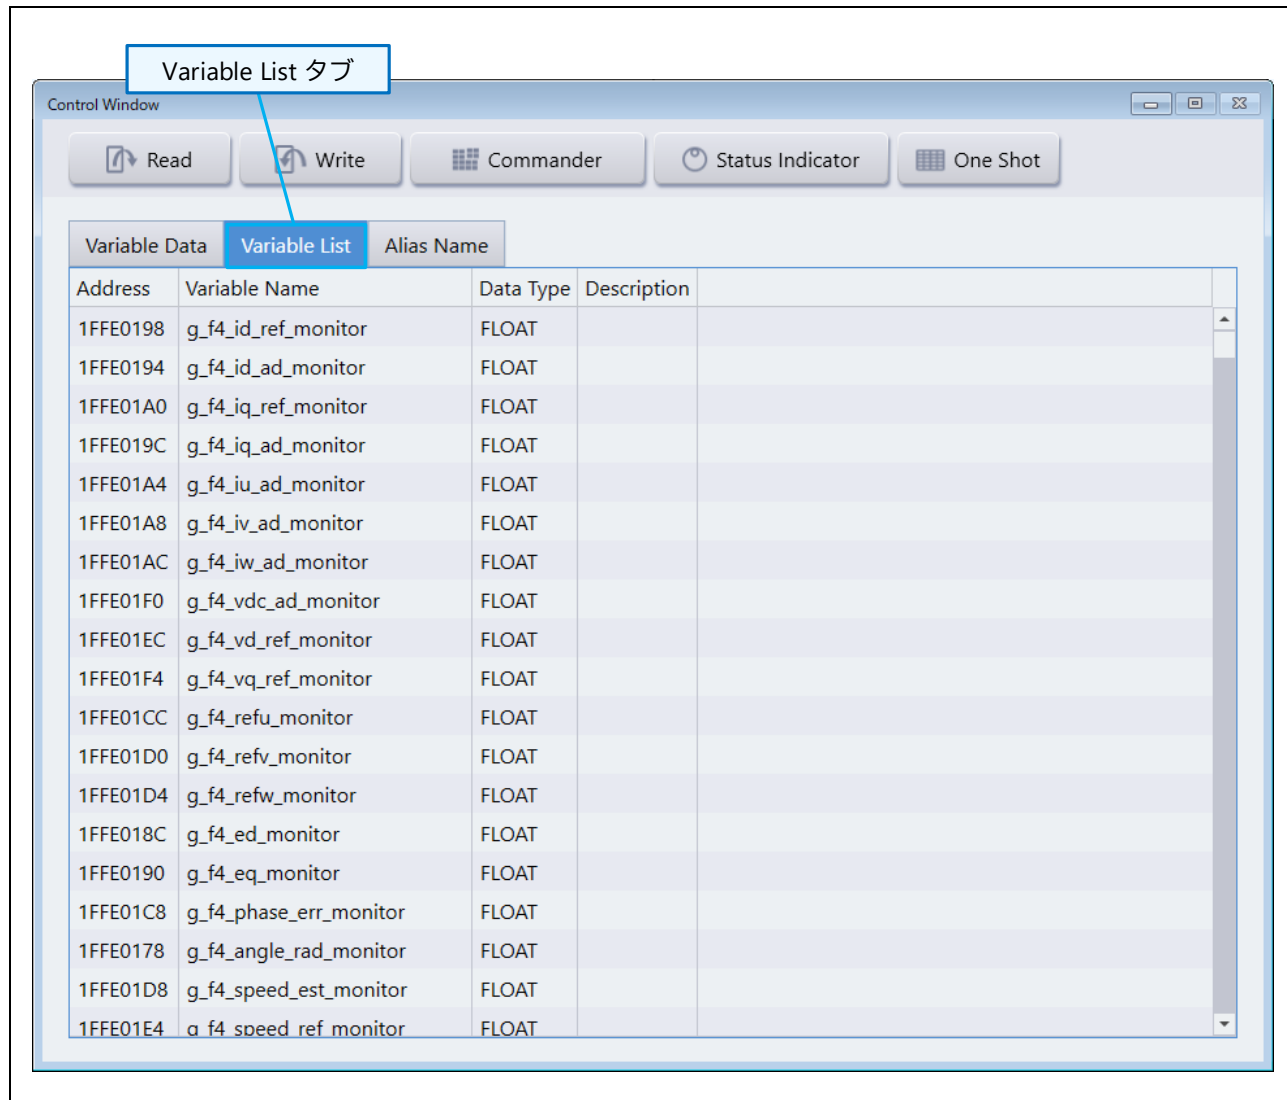 Variable List タブ
Control Window
Read Write Commander Status Indicator One Shot
Variable Data Variable List Alias Name
Address Variable Name Data Type Description
1FFE0198 g_f4_id_ref_monitor FLOAT
1FFE0194 g_f4_id_ad_monitor FLOAT
1FFE01A0 g_f4_iq_ref_monitor FLOAT
1FFE019C g_f4_iq_ad_monitor FLOAT
1FFE01A4 g_f4_iu_ad_monitor FLOAT
1FFE01A8 g_f4_iv_ad_monitor FLOAT
1FFE01AC g_f4_iw_ad_monitor FLOAT
1FFE01F0 g_f4_vdc_ad_monitor FLOAT
1FFE01EC g_f4_vd_ref_monitor FLOAT
1FFE01F4 g_f4_vq_ref_monitor FLOAT
1FFE01CC g_f4_refu_monitor FLOAT
1FFE01D0 g_f4_refv_monitor FLOAT
1FFE01D4 g_f4_refw_monitor FLOAT
1FFE018C g_f4_ed_monitor FLOAT
1FFE0190 g_f4_eq_monitor FLOAT
1FFE01C8 g_f4_phase_err_monitor FLOAT
1FFE0178 g_f4_angle_rad_monitor FLOAT
1FFE01D8 g_f4_speed_est_monitor FLOAT
1FFE01E4 g_f4_speed_ref_monitor FLOAT